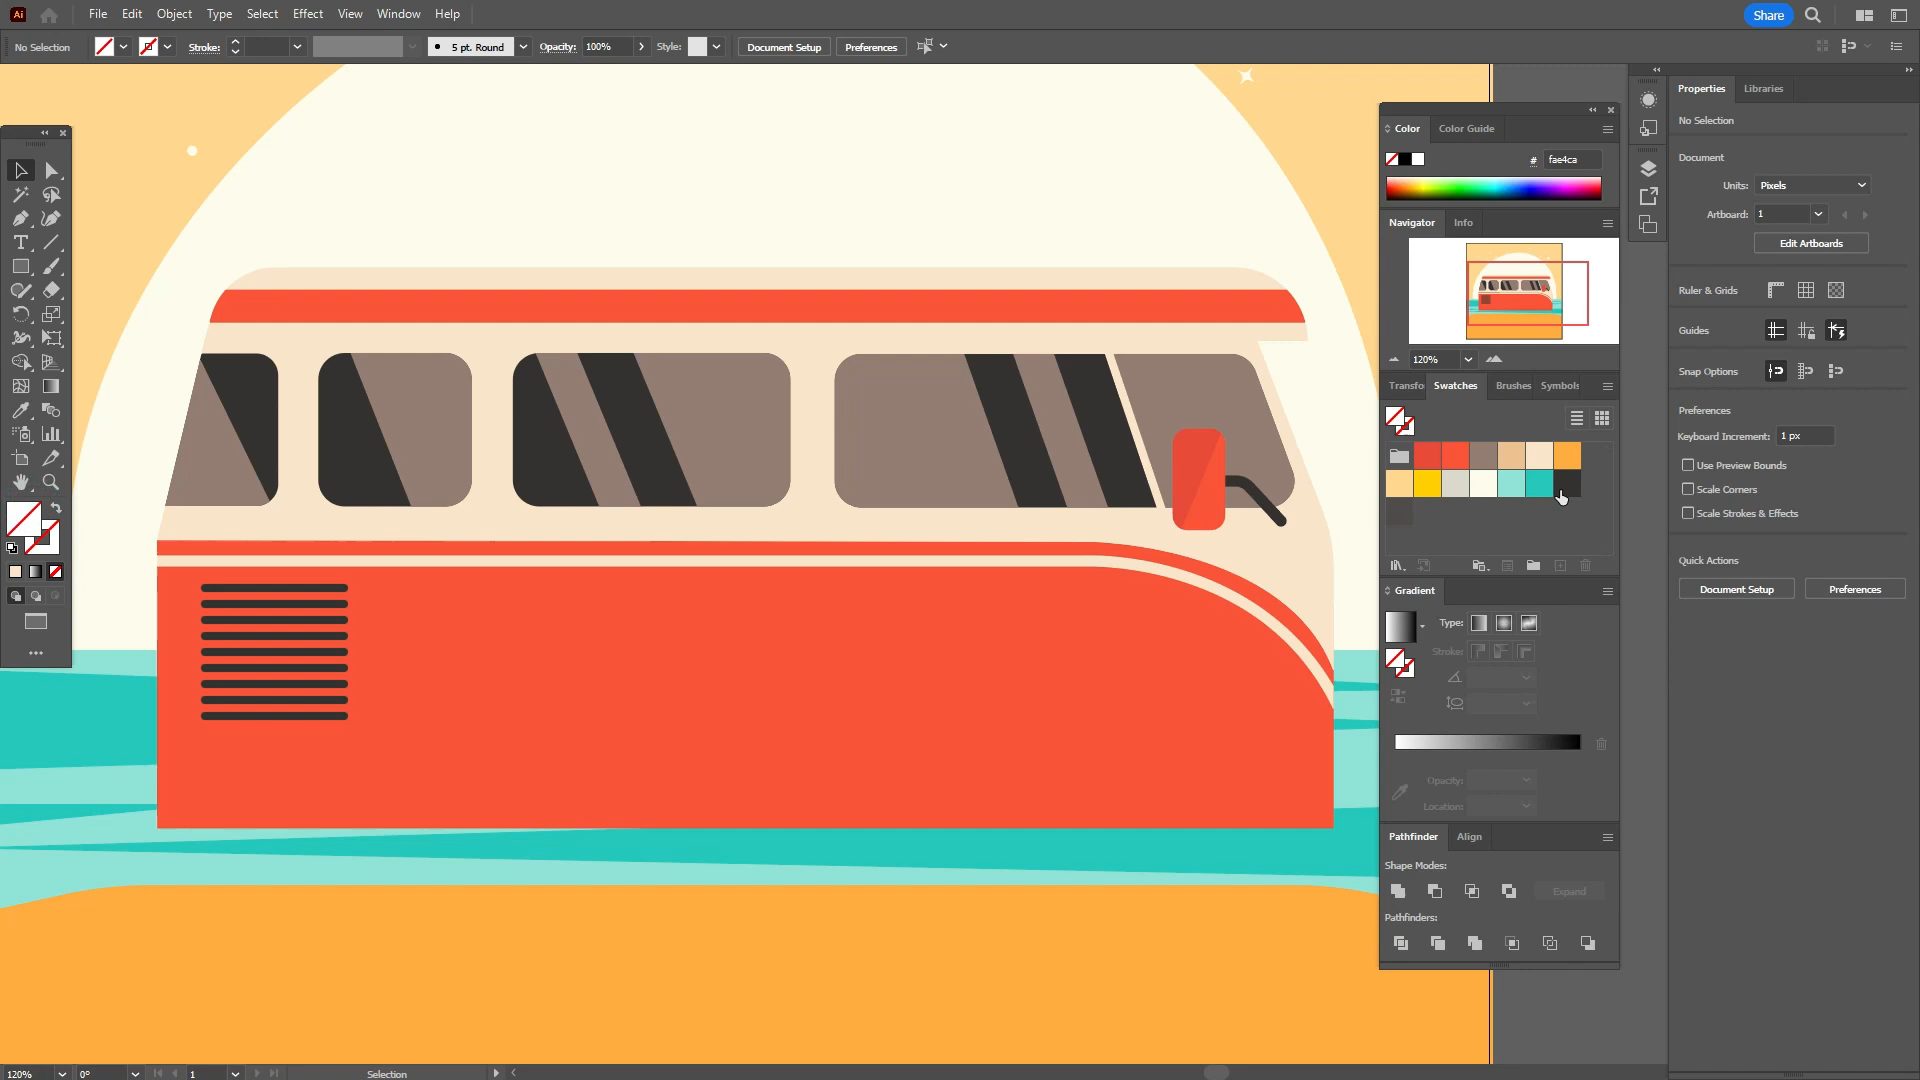 Ai File Edit Object Type Select Effect View Window Help Share
No Selection Stroke: 5 pt. Round Opacity: 100% Style: Document Setup Preferences
Properties Libraries
No Selection
Document
Units: Pixels
Artboard: 1
Edit Artboards
Ruler & Grids
Guides
Snap Options
Preferences
Keyboard Increment: 1 px
Use Preview Bounds
Scale Corners
Scale Strokes & Effects
Quick Actions
Document Setup Preferences
Color Color Guide
# fae4ca
Navigator Info
120%
Transfo Swatches Brushes Symbols
Gradient
Type:
Stroke:
Opacity:
Location:
Pathfinder Align
Shape Modes:
Expand
Pathfinders:
120% 0° 1 Selection